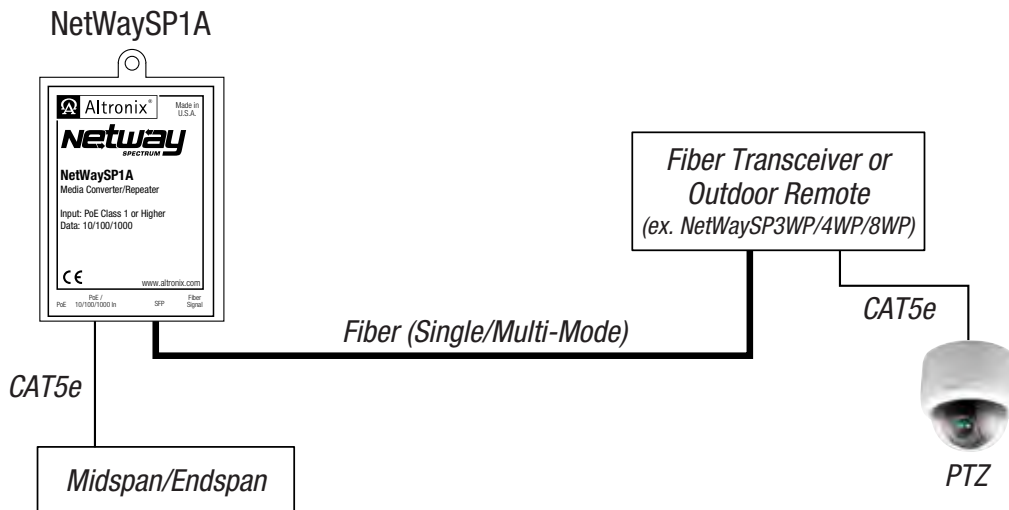 NetWaySP1A
Altronix®
Made in
U.S.A.
Netway
SPECTRUM
NetWaySP1A
Media Converter/Repeater
Input: PoE Class 1 or Higher
Data: 10/100/1000
CE
www.altronix.com
PoE
PoE /
10/100/1000 In
SFP
Fiber
Signal
Fiber Transceiver or
Outdoor Remote
(ex. NetWaySP3WP/4WP/8WP)
Fiber (Single/Multi-Mode)
CAT5e
CAT5e
Midspan/Endspan
PTZ